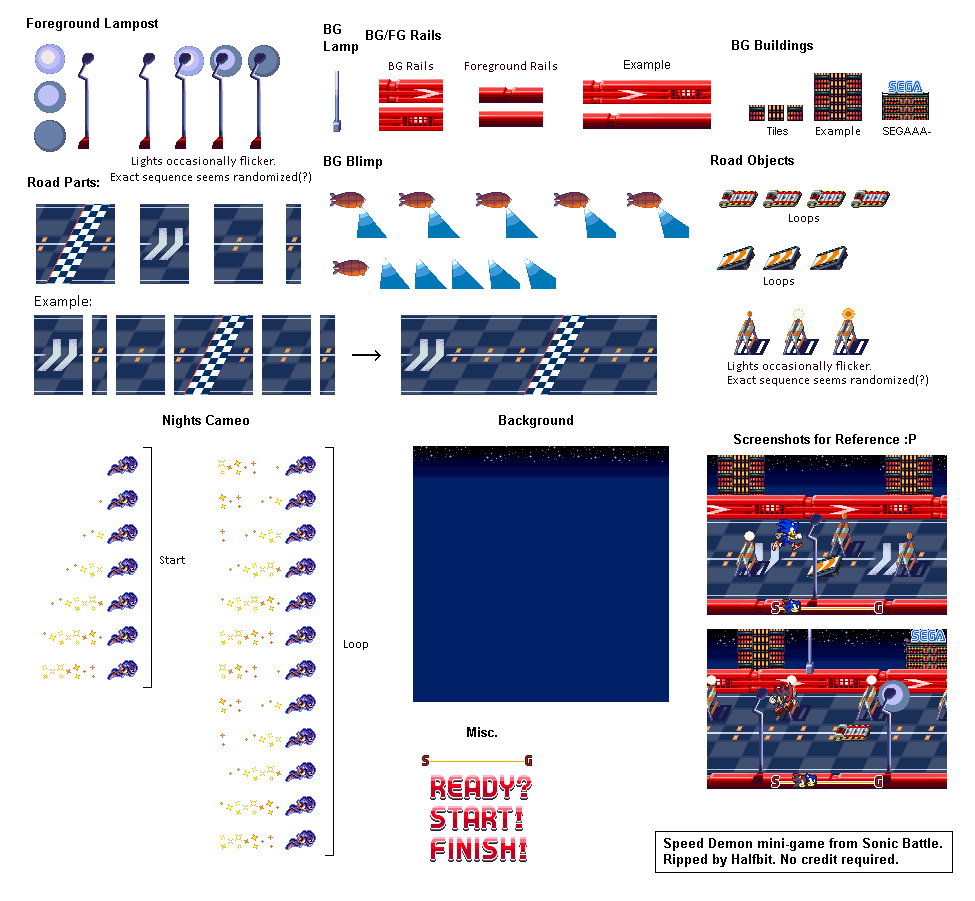 Foreground Lampost
Lights occasionally flicker.
Exact sequence seems randomized(?)
BG
Lamp
BG/FG Rails
BG Rails
Foreground Rails
Example
BG Buildings
SEGA
Tiles
Example
SEGAAA-
Road Parts:
Example:
BG Blimp
Road Objects
Loops
Loops
Lights occasionally flicker.
Exact sequence seems randomized(?)
Nights Cameo
Start
Loop
Background
Misc.
S G
READY?
START!
FINISH!
Screenshots for Reference :P
S G
SEGA
S G
Speed Demon mini-game from Sonic Battle.
Ripped by Halfbit. No credit required.